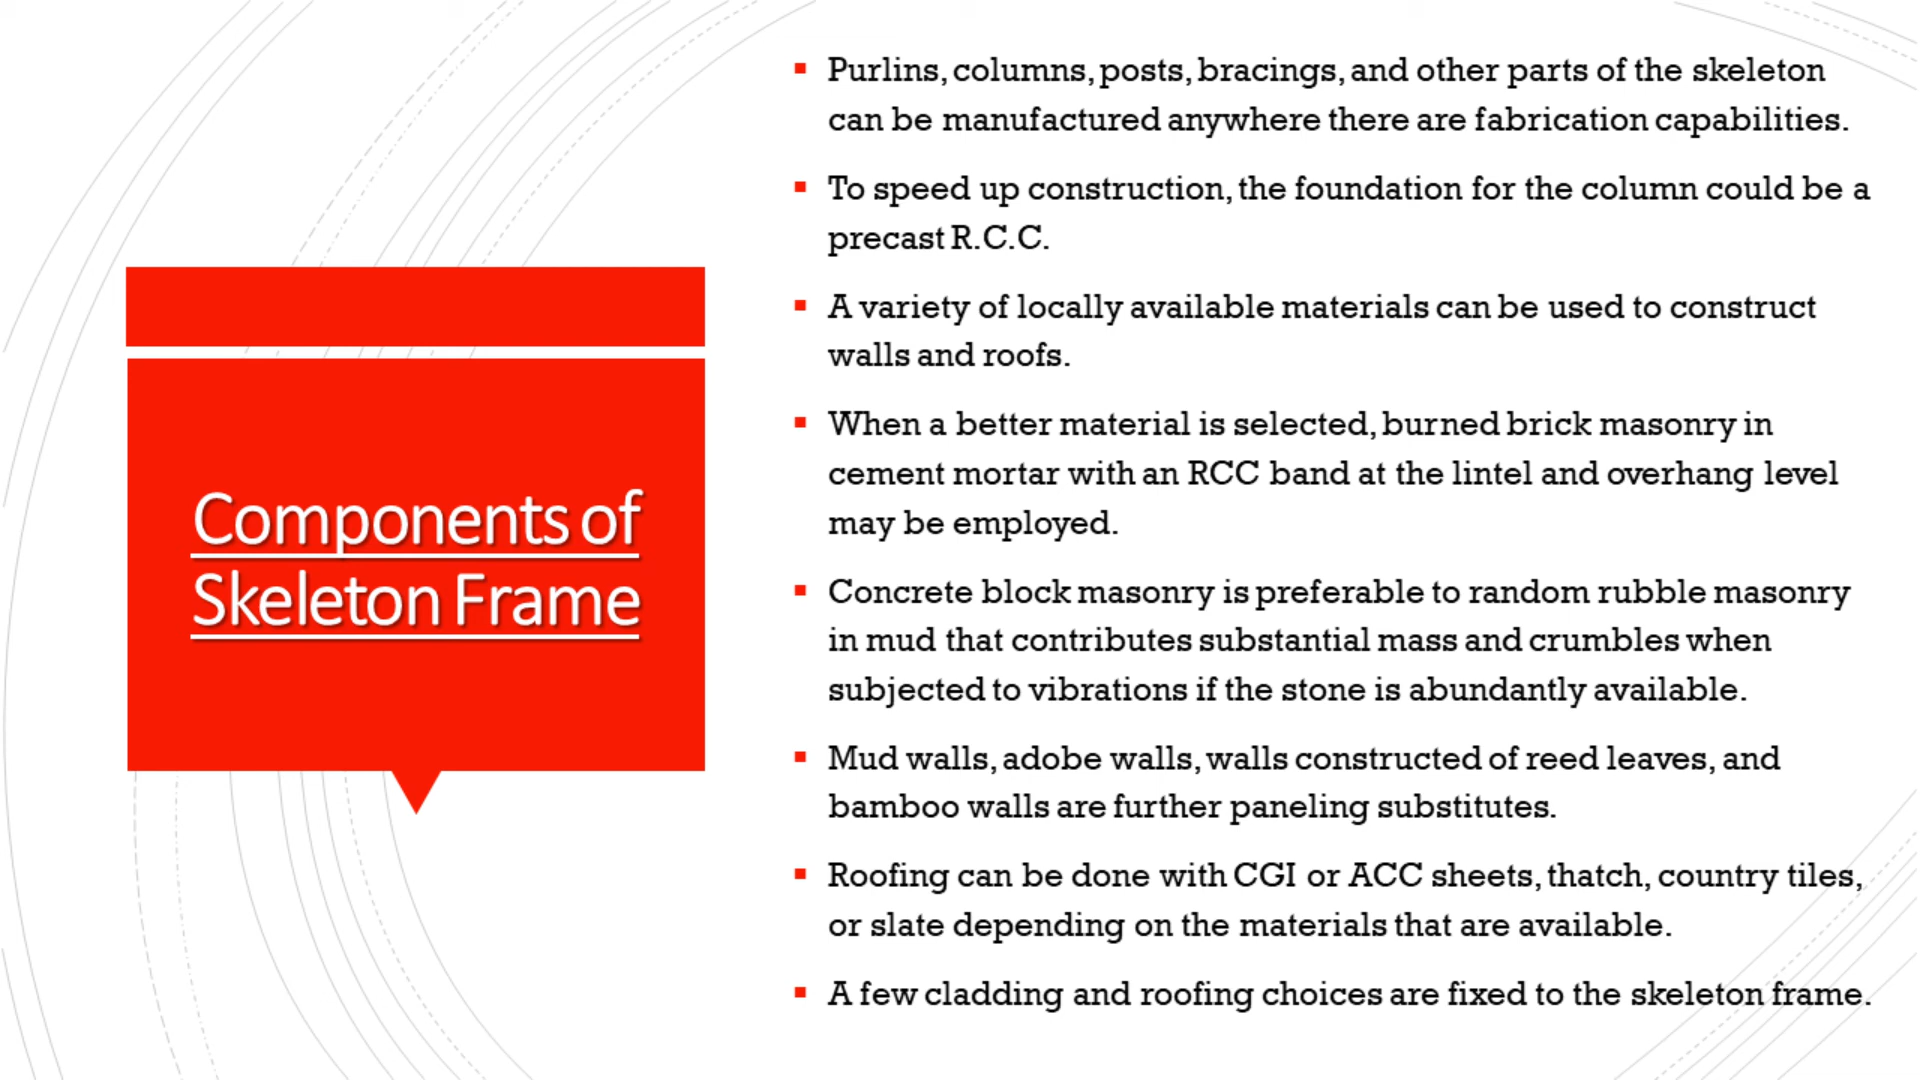 Components of
Skeleton Frame
Purlins, columns, posts, bracings, and other parts of the skeleton
can be manufactured anywhere there are fabrication capabilities.
To speed up construction, the foundation for the column could be a
precast R.C.C.
A variety of locally available materials can be used to construct
walls and roofs.
When a better material is selected, burned brick masonry in
cement mortar with an RCC band at the lintel and overhang level
may be employed.
Concrete block masonry is preferable to random rubble masonry
in mud that contributes substantial mass and crumbles when
subjected to vibrations if the stone is abundantly available.
Mud walls, adobe walls, walls constructed of reed leaves, and
bamboo walls are further paneling substitutes.
Roofing can be done with CGI or ACC sheets, thatch, country tiles,
or slate depending on the materials that are available.
A few cladding and roofing choices are fixed to the skeleton frame.